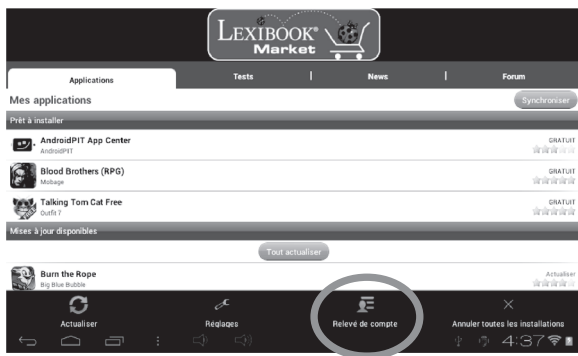 LEXIBOOK®
Market
Applications Tests | News | Forum
Mes applications Synchroniser
Prêt à installer
AndroidPIT App Center GRATUIT
AndroidPIT
Blood Brothers (RPG) GRATUIT
Mobage
Talking Tom Cat Free GRATUIT
Outfit 7
Mises à jour disponibles
Tout actualiser
Burn the Rope Actualiser
Big Blue Bubble
Actualiser Réglages Relevé de compte Annuler toutes les installations
4:37